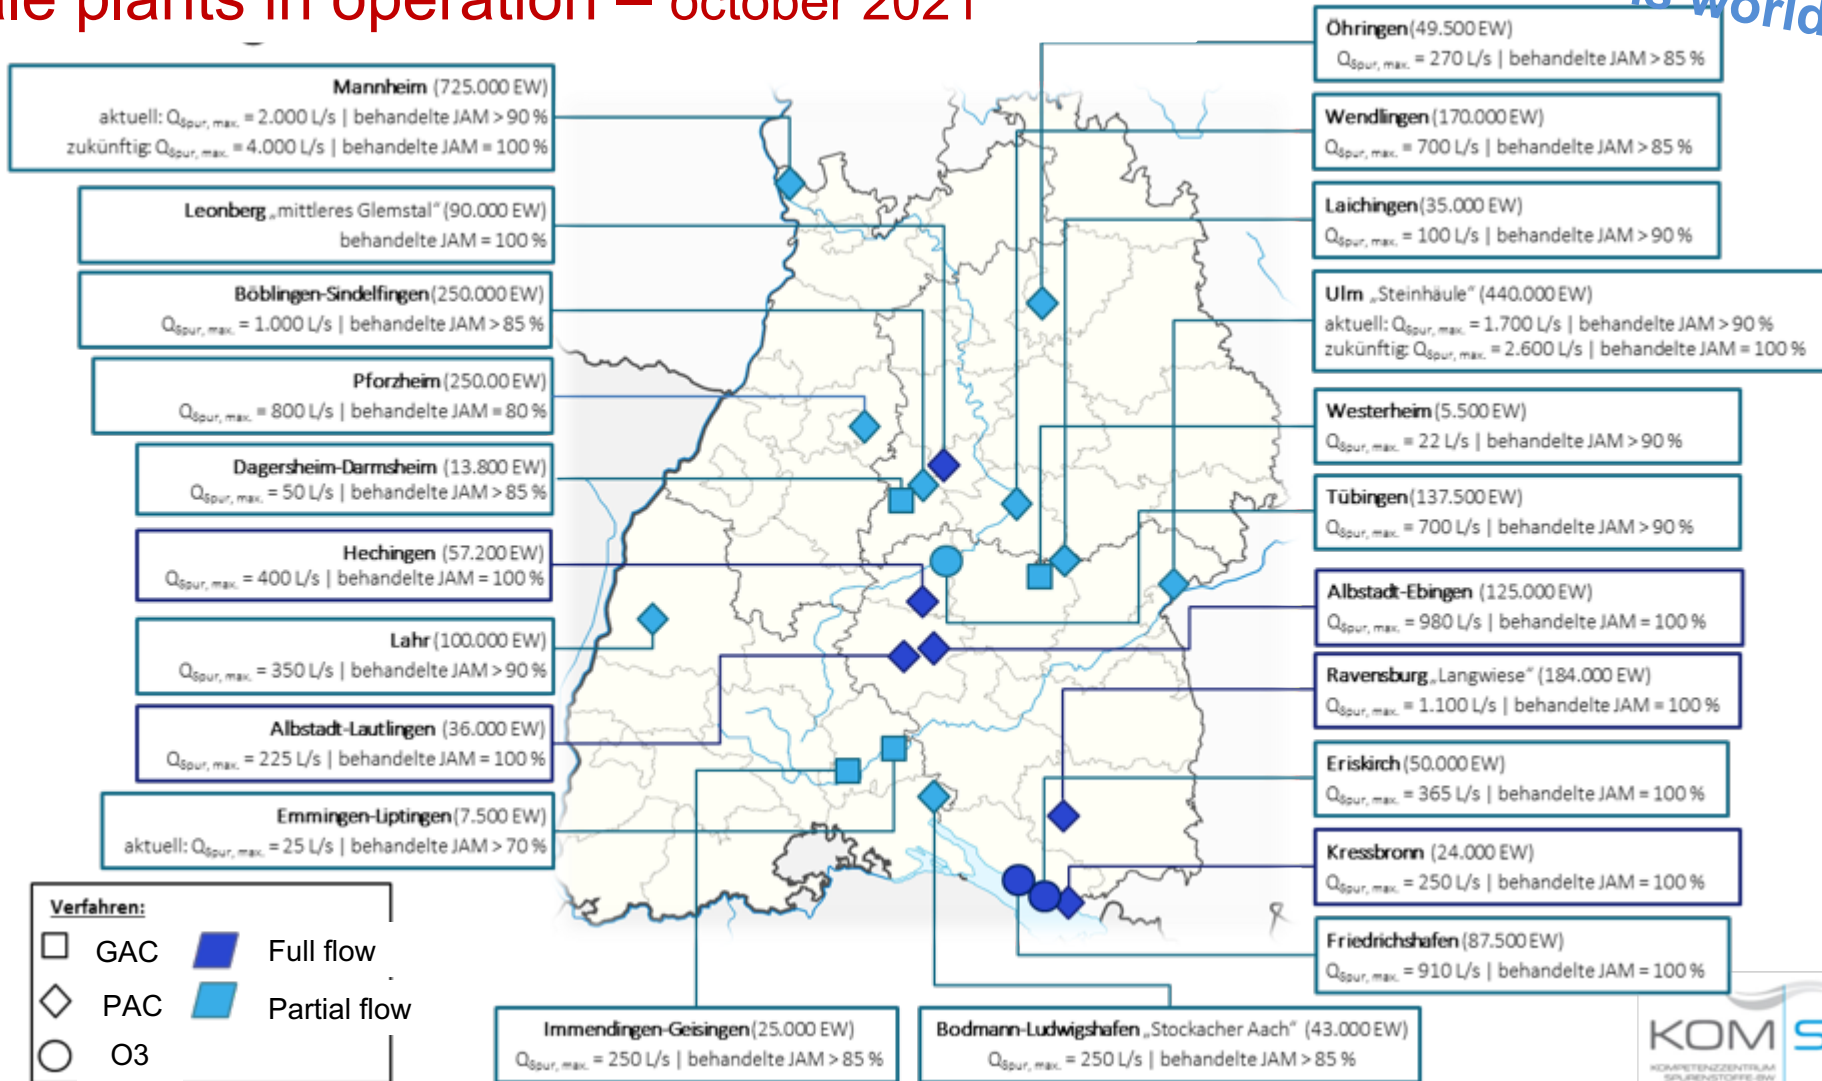 ale plants in operation – october 2021
world
Mannheim (725.000 EW)
aktuell: QSpur, max. = 2.000 L/s | behandelte JAM > 90 %
zukünftig: QSpur, max. = 4.000 L/s | behandelte JAM = 100 %
Leonberg „mittleres Glemstal“ (90.000 EW)
behandelte JAM = 100 %
Böblingen-Sindelfingen (250.000 EW)
QSpur, max. = 1.000 L/s | behandelte JAM > 85 %
Pforzheim (250.00 EW)
QSpur, max. = 800 L/s | behandelte JAM = 80 %
Dagersheim-Darmsheim (13.800 EW)
QSpur, max. = 50 L/s | behandelte JAM > 85 %
Hechingen (57.200 EW)
QSpur, max. = 400 L/s | behandelte JAM = 100 %
Lahr (100.000 EW)
QSpur, max. = 350 L/s | behandelte JAM > 90 %
Albstadt-Lautlingen (36.000 EW)
QSpur, max. = 225 L/s | behandelte JAM = 100 %
Emmingen-Liptingen (7.500 EW)
aktuell: QSpur, max. = 25 L/s | behandelte JAM > 70 %
Öhringen (49.500 EW)
QSpur, max. = 270 L/s | behandelte JAM > 85 %
Wendlingen (170.000 EW)
QSpur, max. = 700 L/s | behandelte JAM > 85 %
Laichingen (35.000 EW)
QSpur, max. = 100 L/s | behandelte JAM > 90 %
Ulm „Steinhäule“ (440.000 EW)
aktuell: QSpur, max. = 1.700 L/s | behandelte JAM > 90 %
zukünftig: QSpur, max. = 2.600 L/s | behandelte JAM = 100 %
Westerheim (5.500 EW)
QSpur, max. = 22 L/s | behandelte JAM > 90 %
Tübingen (137.500 EW)
QSpur, max. = 700 L/s | behandelte JAM > 90 %
Albstadt-Ebingen (125.000 EW)
QSpur, max. = 980 L/s | behandelte JAM = 100 %
Ravensburg „Langwiese“ (184.000 EW)
QSpur, max. = 1.100 L/s | behandelte JAM = 100 %
Eriskirch (50.000 EW)
QSpur, max. = 365 L/s | behandelte JAM = 100 %
Kressbronn (24.000 EW)
QSpur, max. = 250 L/s | behandelte JAM = 100 %
Friedrichshafen (87.500 EW)
QSpur, max. = 910 L/s | behandelte JAM = 100 %
Immendingen-Geisingen (25.000 EW)
QSpur, max. = 250 L/s | behandelte JAM > 85 %
Bodmann-Ludwigshafen „Stockacher Aach“ (43.000 EW)
QSpur, max. = 250 L/s | behandelte JAM > 85 %
Verfahren:
GAC Full flow
PAC Partial flow
O3
KOM S
KOMPETENZZENTRUM
SPURENSTOFFE-BW